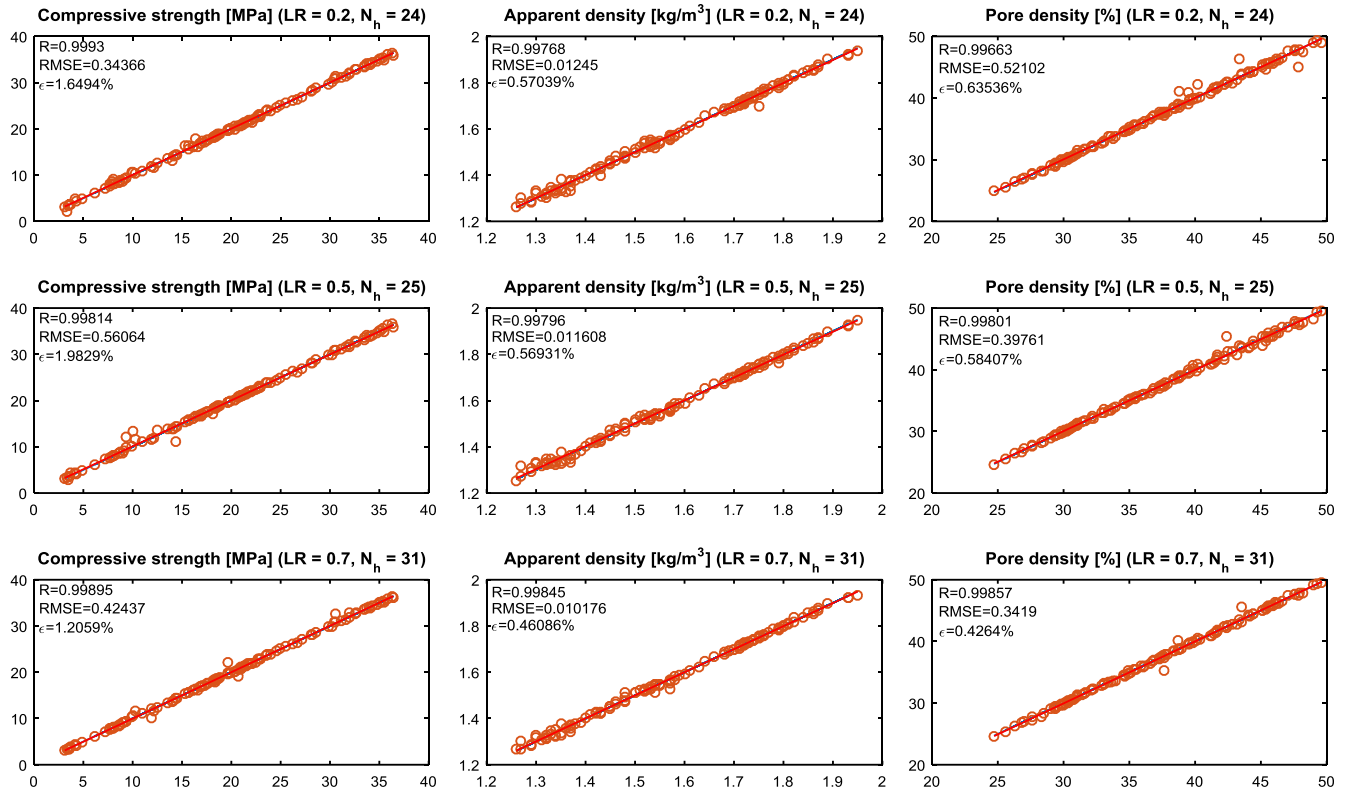 Compressive strength [MPa] (LR = 0.2, N_h = 24)
R=0.9993
RMSE=0.34366
ϵ=1.6494%
40
30
20
10
0
0 5 10 15 20 25 30 35 40
Apparent density [kg/m³] (LR = 0.2, N_h = 24)
R=0.99768
RMSE=0.01245
ϵ=0.57039%
2
1.8
1.6
1.4
1.2
1.2 1.3 1.4 1.5 1.6 1.7 1.8 1.9 2
Pore density [%] (LR = 0.2, N_h = 24)
R=0.99663
RMSE=0.52102
ϵ=0.63536%
50
40
30
20
20 25 30 35 40 45 50
Compressive strength [MPa] (LR = 0.5, N_h = 25)
R=0.99814
RMSE=0.56064
ϵ=1.9829%
40
30
20
10
0
0 5 10 15 20 25 30 35 40
Apparent density [kg/m³] (LR = 0.5, N_h = 25)
R=0.99796
RMSE=0.011608
ϵ=0.56931%
2
1.8
1.6
1.4
1.2
1.2 1.3 1.4 1.5 1.6 1.7 1.8 1.9 2
Pore density [%] (LR = 0.5, N_h = 25)
R=0.99801
RMSE=0.39761
ϵ=0.58407%
50
40
30
20
20 25 30 35 40 45 50
Compressive strength [MPa] (LR = 0.7, N_h = 31)
R=0.99895
RMSE=0.42437
ϵ=1.2059%
40
30
20
10
0
0 5 10 15 20 25 30 35 40
Apparent density [kg/m³] (LR = 0.7, N_h = 31)
R=0.99845
RMSE=0.010176
ϵ=0.46086%
2
1.8
1.6
1.4
1.2
1.2 1.3 1.4 1.5 1.6 1.7 1.8 1.9 2
Pore density [%] (LR = 0.7, N_h = 31)
R=0.99857
RMSE=0.3419
ϵ=0.4264%
50
40
30
20
20 25 30 35 40 45 50